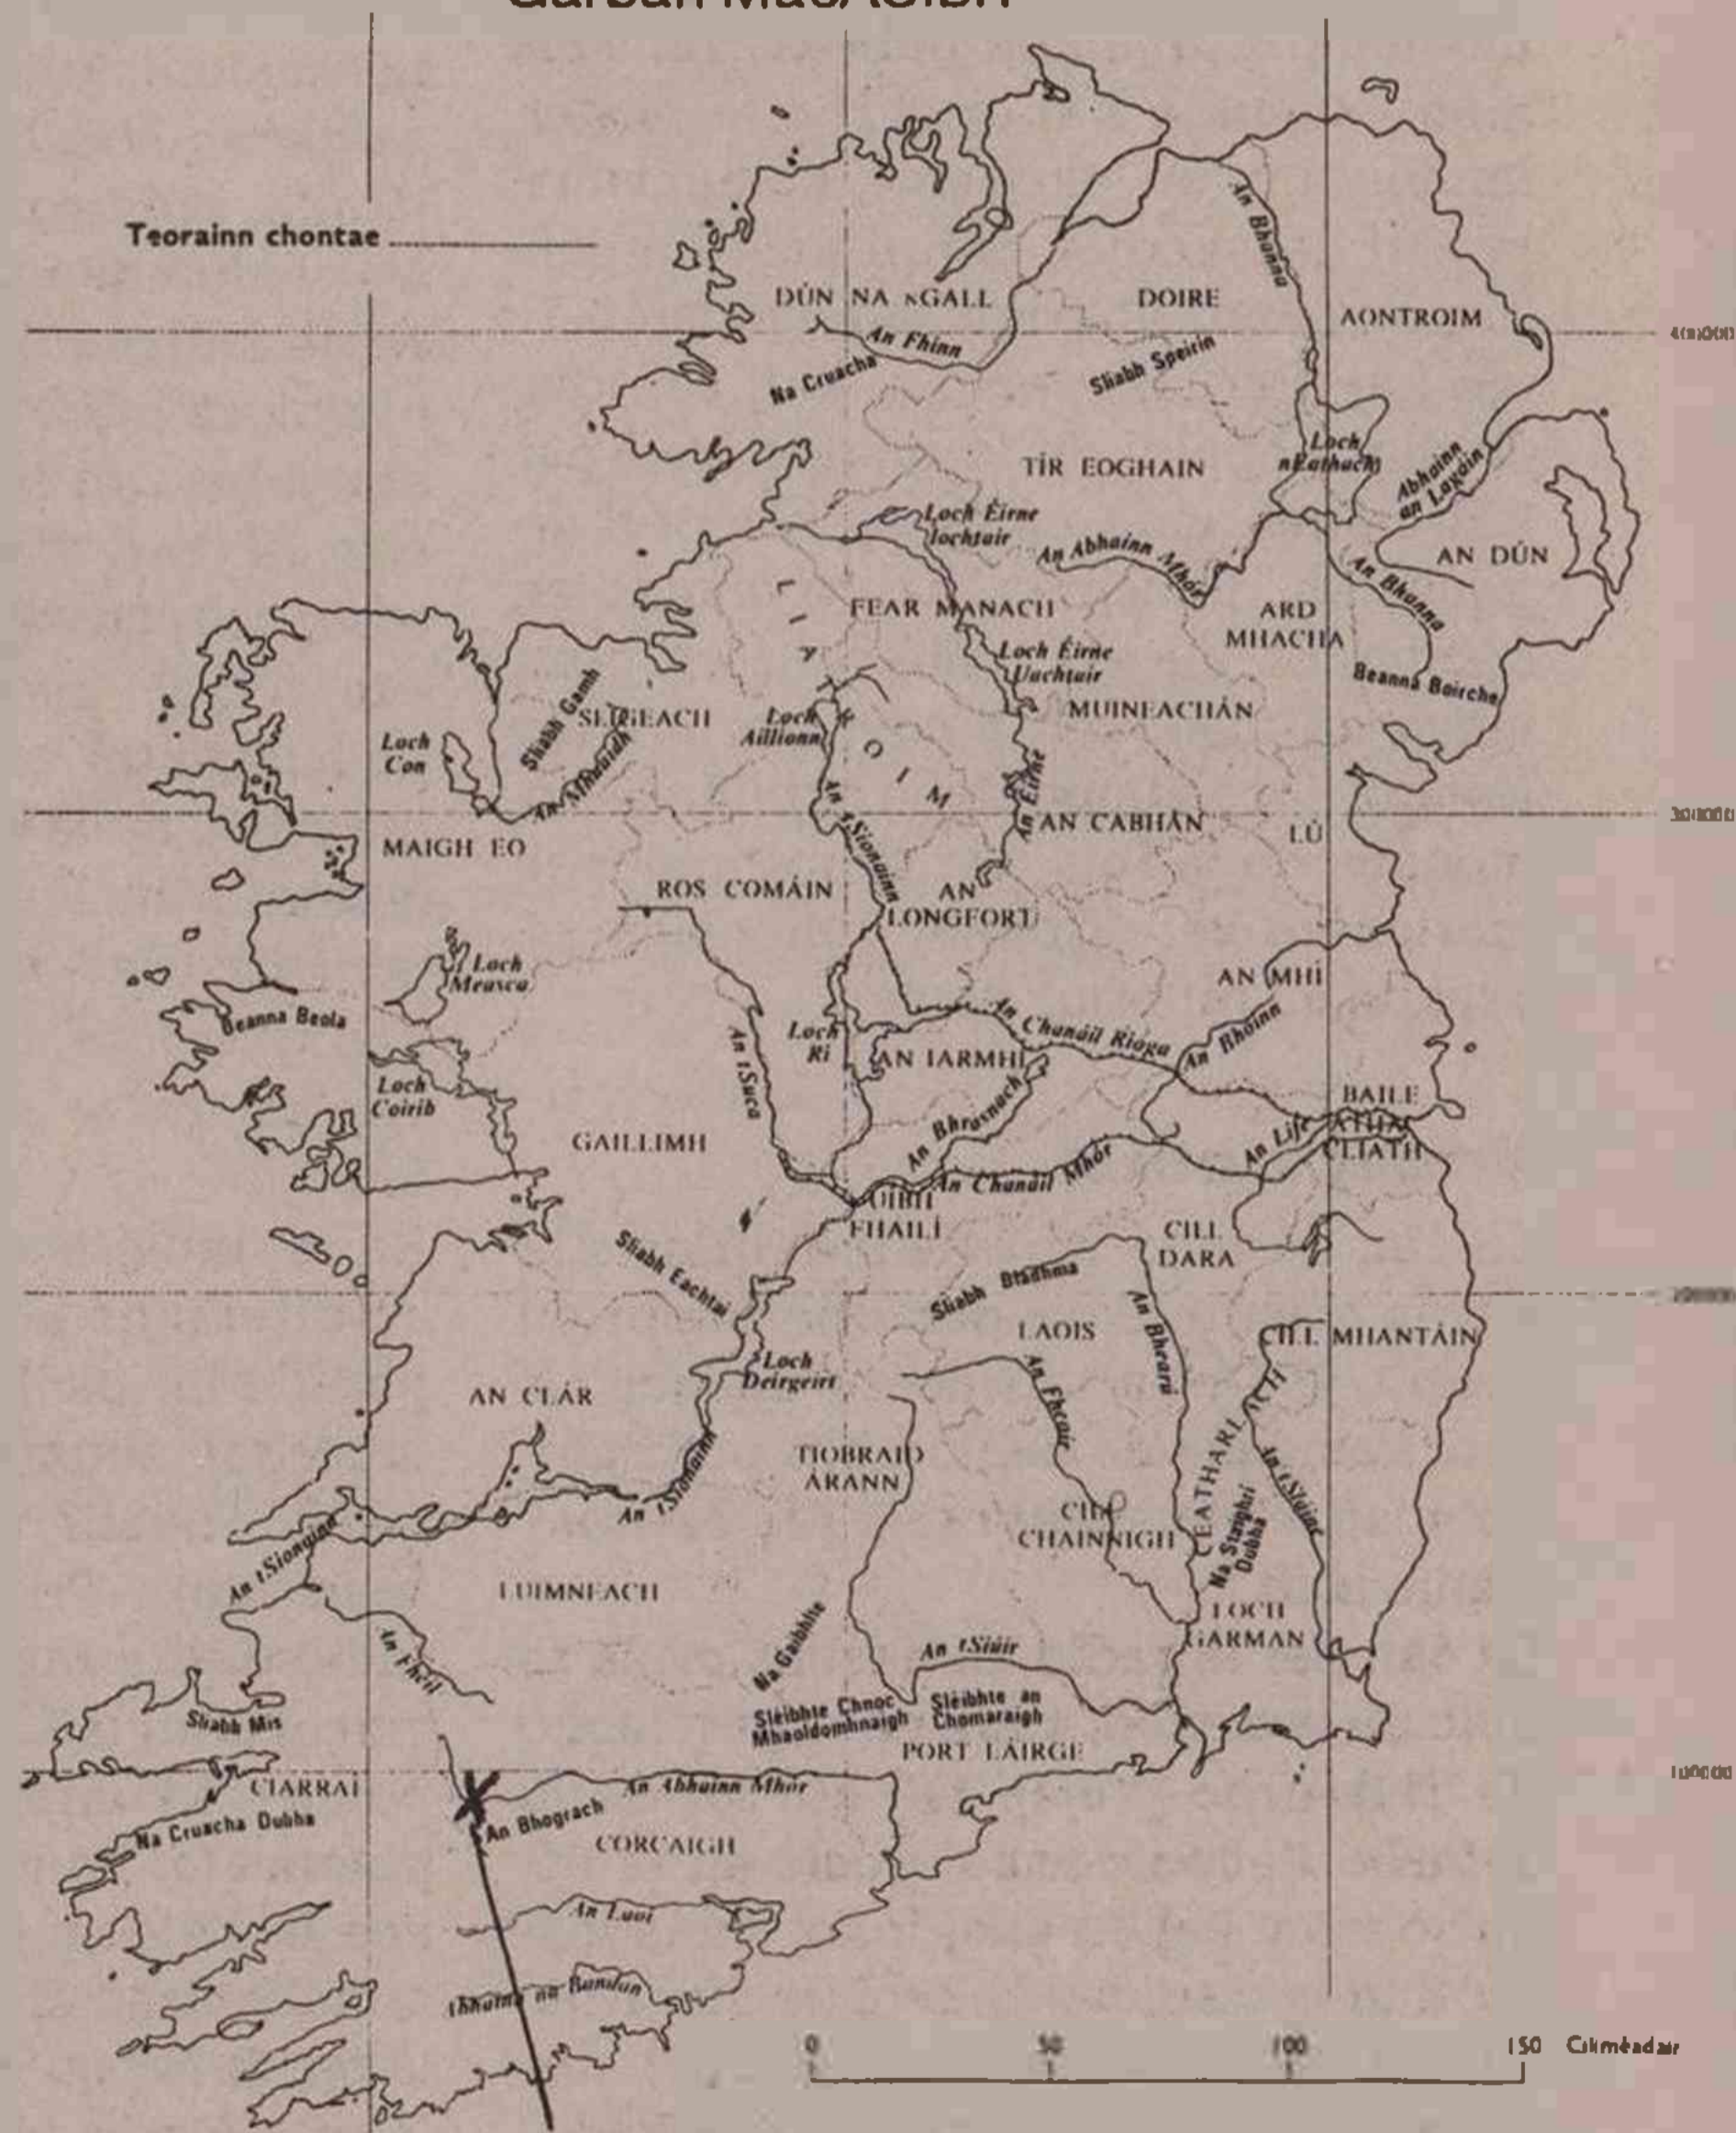 Teorainn chontae
DÚN NA nGALL
DOIRE
An Bhanna
AONTROIM
An Fhinn
Na Cruacha
Sliabh Speirín
Loch
nEathach
TÍR EOGHAIN
Abhainn
an Lagáin
Loch Éirne
Íochtair
An Abhainn Mhór
AN DÚN
An Bhanna
FEAR MANACH
ARD
MHACHA
Loch Éirne
Uachtair
Beanna Boirche
Sliabh Gamh
SLIGEACH
Loch
Aillionn
MUINEACHÁN
Loch
Con
An Mhuaidh
An Éirne
An tSionainn
AN CABHÁN
LÚ
MAIGH EO
ROS COMÁIN
AN
LONGFORT
Loch
Measca
AN MHÍ
Beanna Beola
An tSuca
Loch
Rí
An Chanáil Ríoga
An Bhóinn
AN IARMHÍ
Loch
Coirib
BAILE
ÁTHA
CLIATH
GAILLIMH
An Bhrosnach
An Life
An Chanáil Mhór
UÍBH
FHAILÍ
CILL
DARA
Sliabh Eachtaí
Sliabh Bladhma
LAOIS
An Bhearú
CILL MHANTÁIN
Loch
Deirgeirt
An Fheoir
AN CLÁR
TIOBRAID
ÁRANN
CEATHARLACH
An tSláine
An tSionainn
CILL
CHAINNIGH
Na Staighrí
Dubha
An tSionainn
LUIMNEACH
LOCH
GARMAN
An Fhéil
Na Gaibhlte
An tSiúir
Sliabh Mis
Sléibhte Chnoc
Mhaoldomhnaigh
Sléibhte an
Chomaraigh
PORT LÁIRGE
CIARRAÍ
An Abhainn Mhór
An Bhograch
Na Cruacha Dubha
CORCAIGH
An Laoi
Abhainn na Bandan
0 50 100 150 Ciliméadair